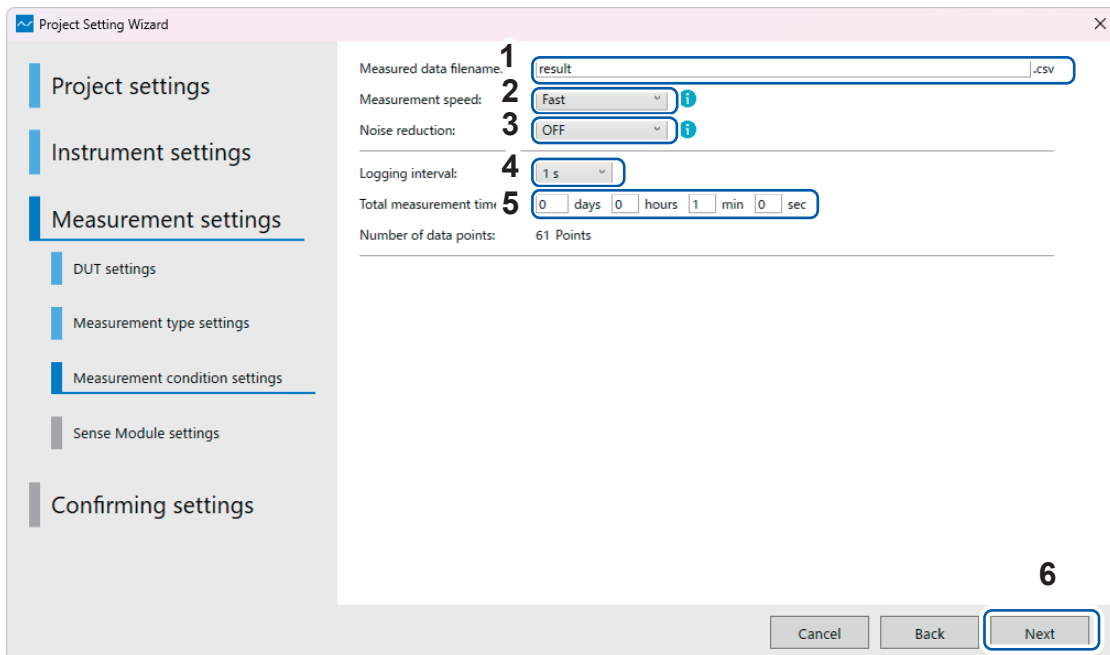 Project Setting Wizard
Project settings
Instrument settings
Measurement settings
DUT settings
Measurement type settings
Measurement condition settings
Sense Module settings
Confirming settings
Measured data filename: 1 result .csv
Measurement speed: 2 Fast i
Noise reduction: 3 OFF i
Logging interval: 4 1 s
Total measurement time 5 0 days 0 hours 1 min 0 sec
Number of data points: 61 Points
6
Cancel Back Next